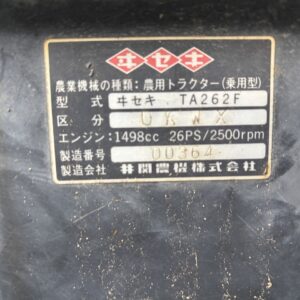 ヰセキ
農業機械の種類:農用トラクター(乗用型)
型式 ヰセキ TA262F
区分 UKWX
エンジン:1498cc 26PS/2500rpm
製造番号 00364
製造会社 井関農機株式会社